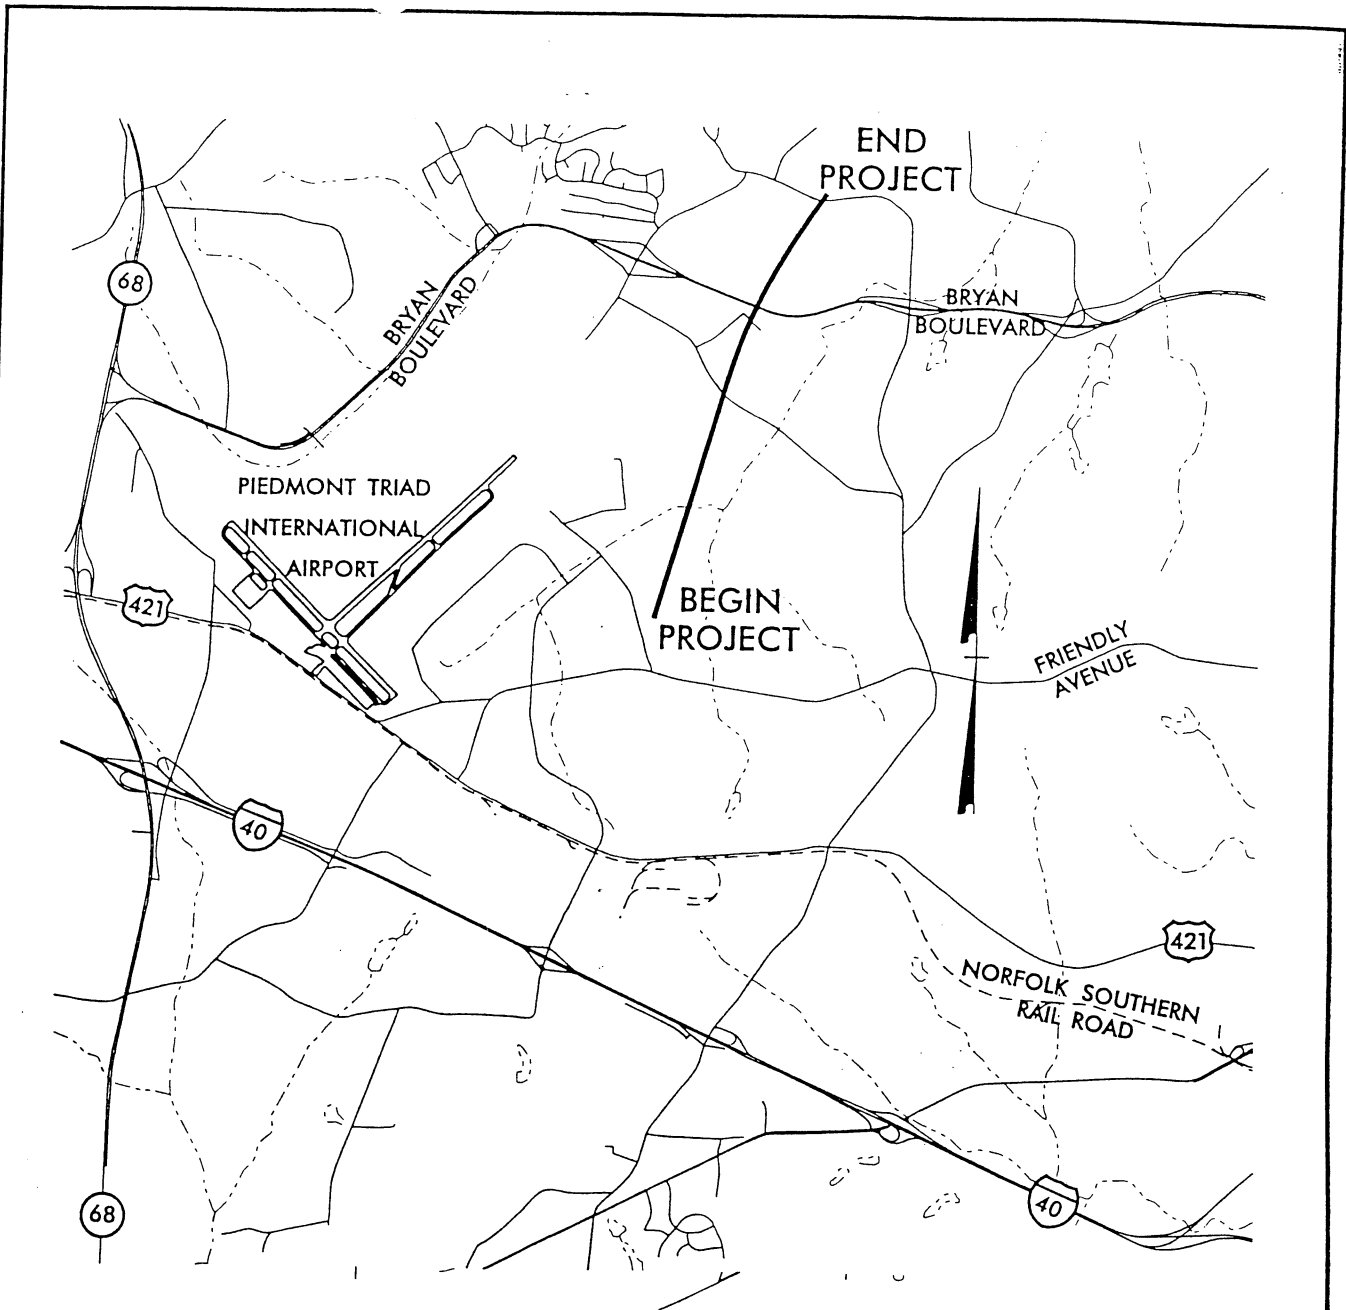 END
PROJECT
68
BRYAN
BOULEVARD
BRYAN
BOULEVARD
PIEDMONT TRIAD
INTERNATIONAL
AIRPORT
421
BEGIN
PROJECT
FRIENDLY
AVENUE
40
421
NORFOLK SOUTHERN
RAIL ROAD
68
40